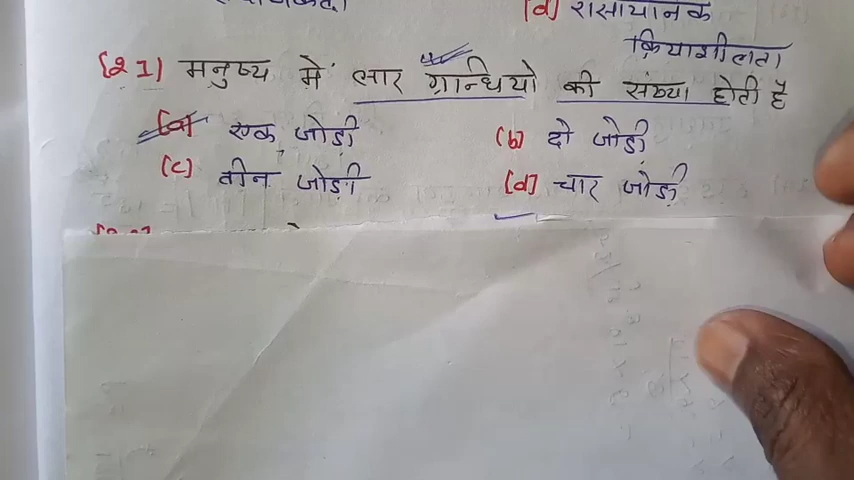 (d) रासायनिक
क्रियाशीलता
(21) मनुष्य में लार ग्रन्थियो की संख्या होती है
(a) एक जोड़ी (b) दो जोड़ी
(c) तीन जोड़ी (d) चार जोड़ी